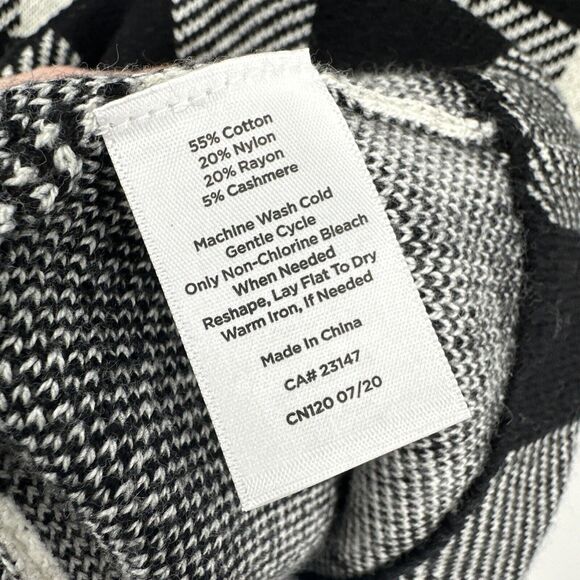 55% Cotton
20% Nylon
20% Rayon
5% Cashmere
Machine Wash Cold
Gentle Cycle
Only Non-Chlorine Bleach
When Needed
Reshape, Lay Flat To Dry
Warm Iron, If Needed
Made in China
CA# 23147
CN120 07/20